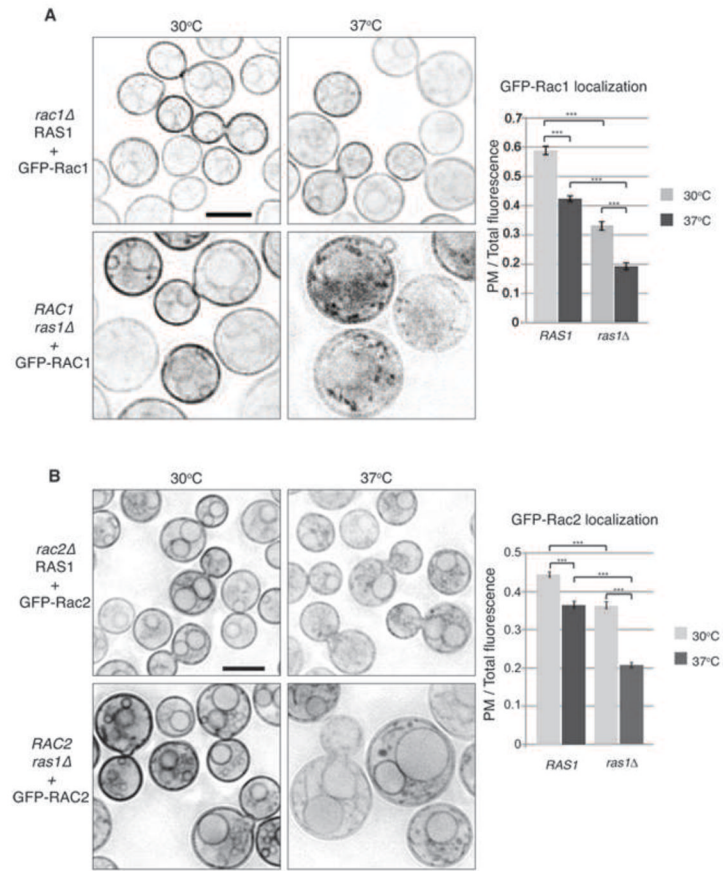 A
30°C
37°C
rac1Δ
RAS1
+
GFP-Rac1
RAC1
ras1Δ
+
GFP-RAC1
GFP-Rac1 localization
PM / Total fluorescence
0.7
0.6
0.5
0.4
0.3
0.2
0.1
0
***
***
***
***
RAS1
ras1Δ
30°C
37°C
B
30°C
37°C
rac2Δ
RAS1
+
GFP-Rac2
RAC2
ras1Δ
+
GFP-RAC2
GFP-Rac2 localization
PM / Total fluorescence
0.5
0.4
0.3
0.2
0.1
0
***
***
***
***
RAS1
ras1Δ
30°C
37°C